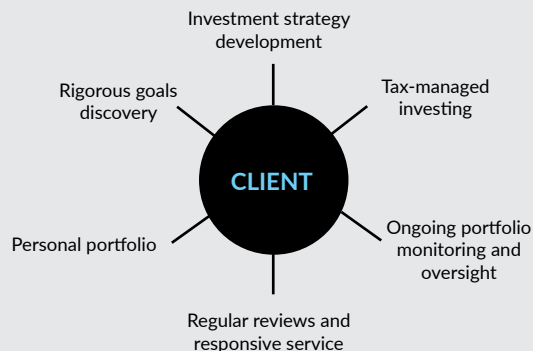 Investment strategy
development
Tax-managed
investing
Rigorous goals
discovery
CLIENT
Personal portfolio
Ongoing portfolio
monitoring and
oversight
Regular reviews and
responsive service